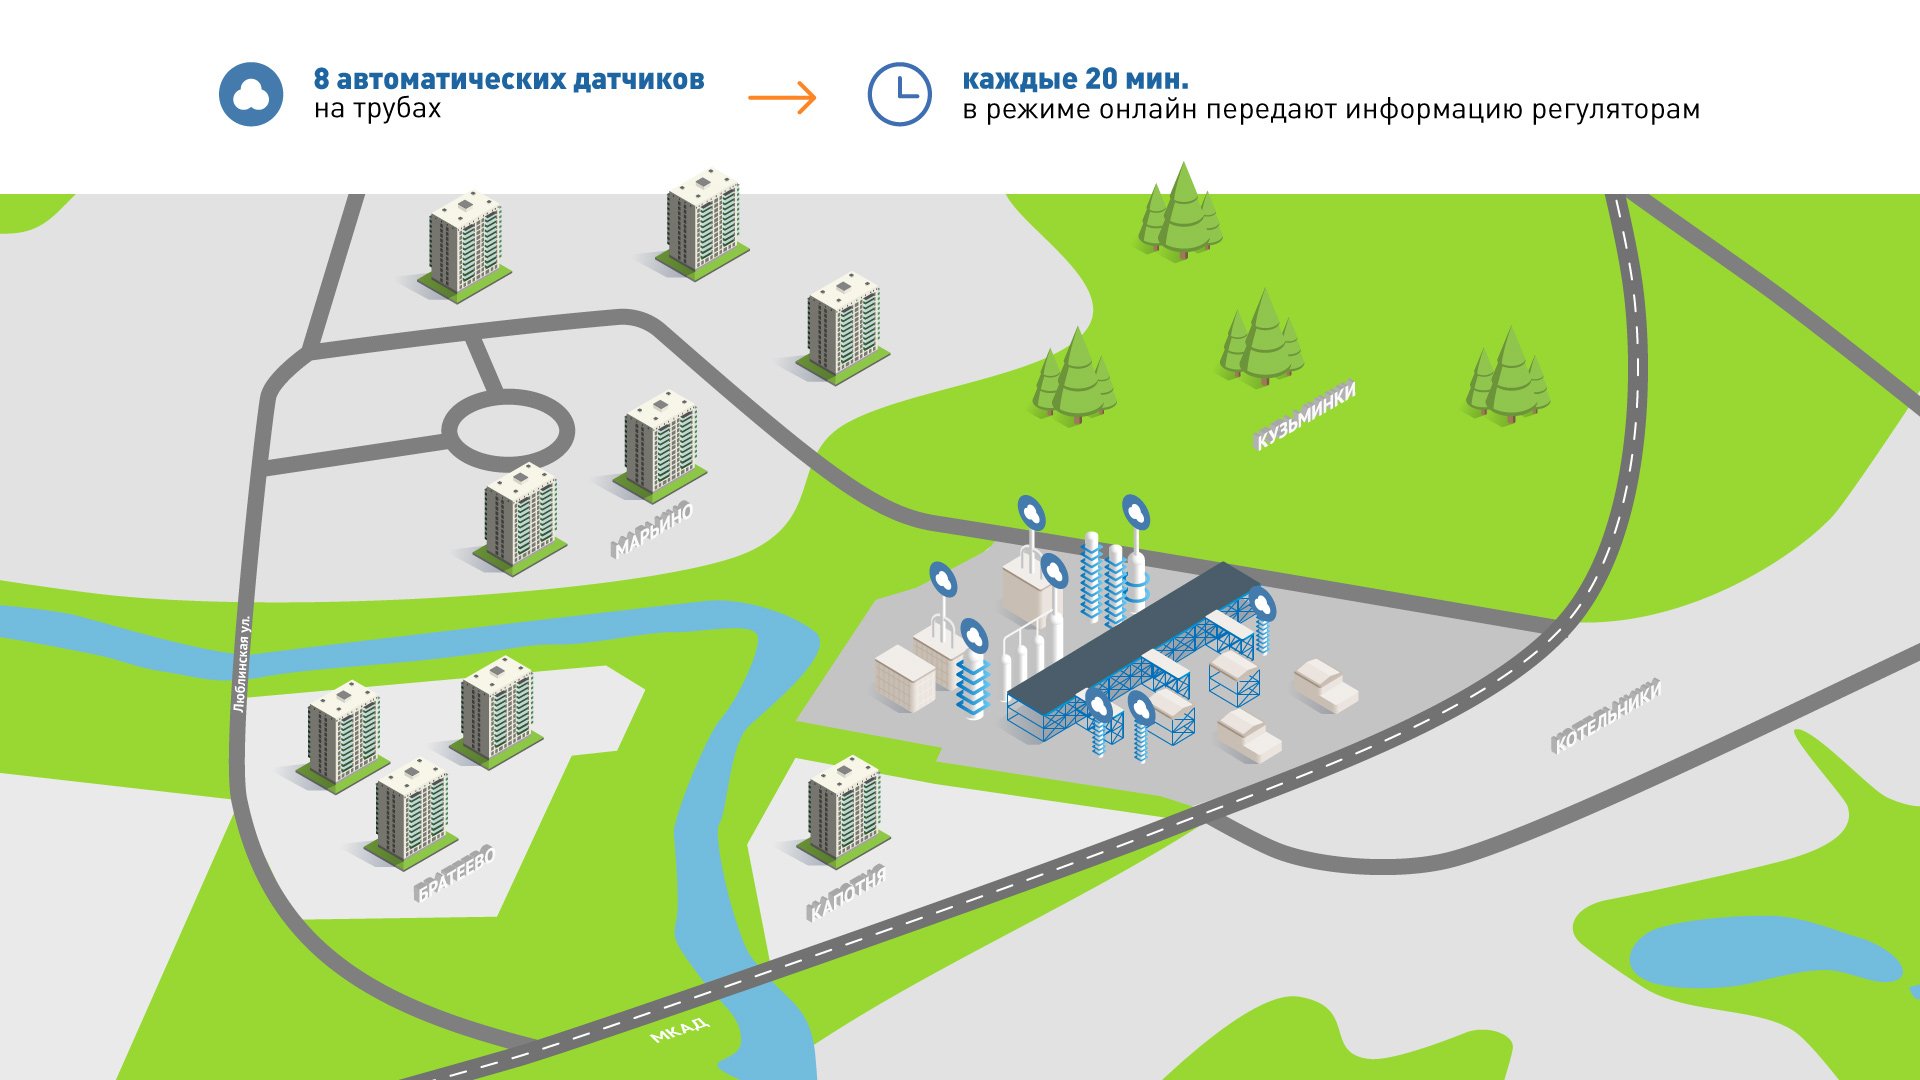 8 автоматических датчиков
на трубах
каждые 20 мин.
в режиме онлайн передают информацию регуляторам
КУЗЬМИНКИ
МАРЬИНО
Люблинская ул.
КОТЕЛЬНИКИ
БРАТЕЕВО
КАПОТНЯ
МКАД